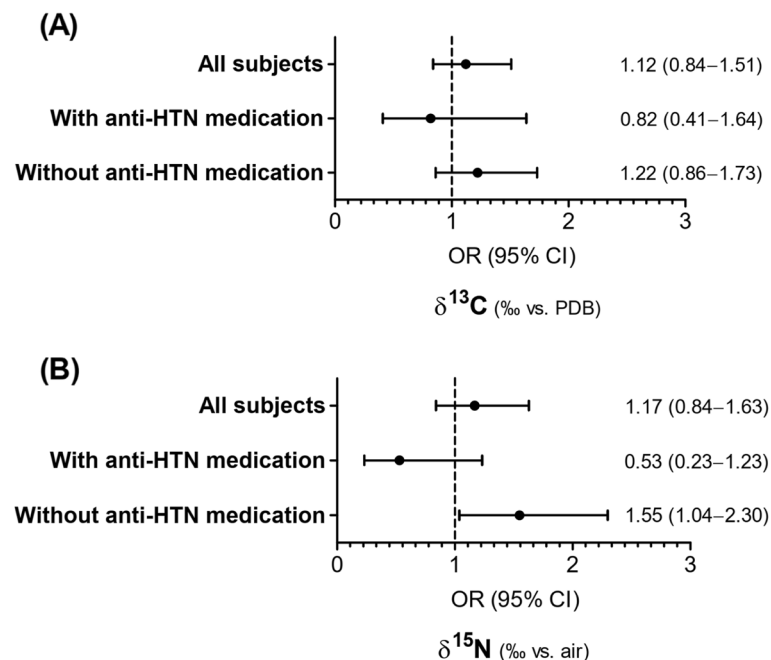 (A)
All subjects 1.12 (0.84–1.51)
With anti-HTN medication 0.82 (0.41–1.64)
Without anti-HTN medication 1.22 (0.86–1.73)
0 1 2 3
OR (95% CI)
δ¹³C (‰ vs. PDB)
(B)
All subjects 1.17 (0.84–1.63)
With anti-HTN medication 0.53 (0.23–1.23)
Without anti-HTN medication 1.55 (1.04–2.30)
0 1 2 3
OR (95% CI)
δ¹⁵N (‰ vs. air)